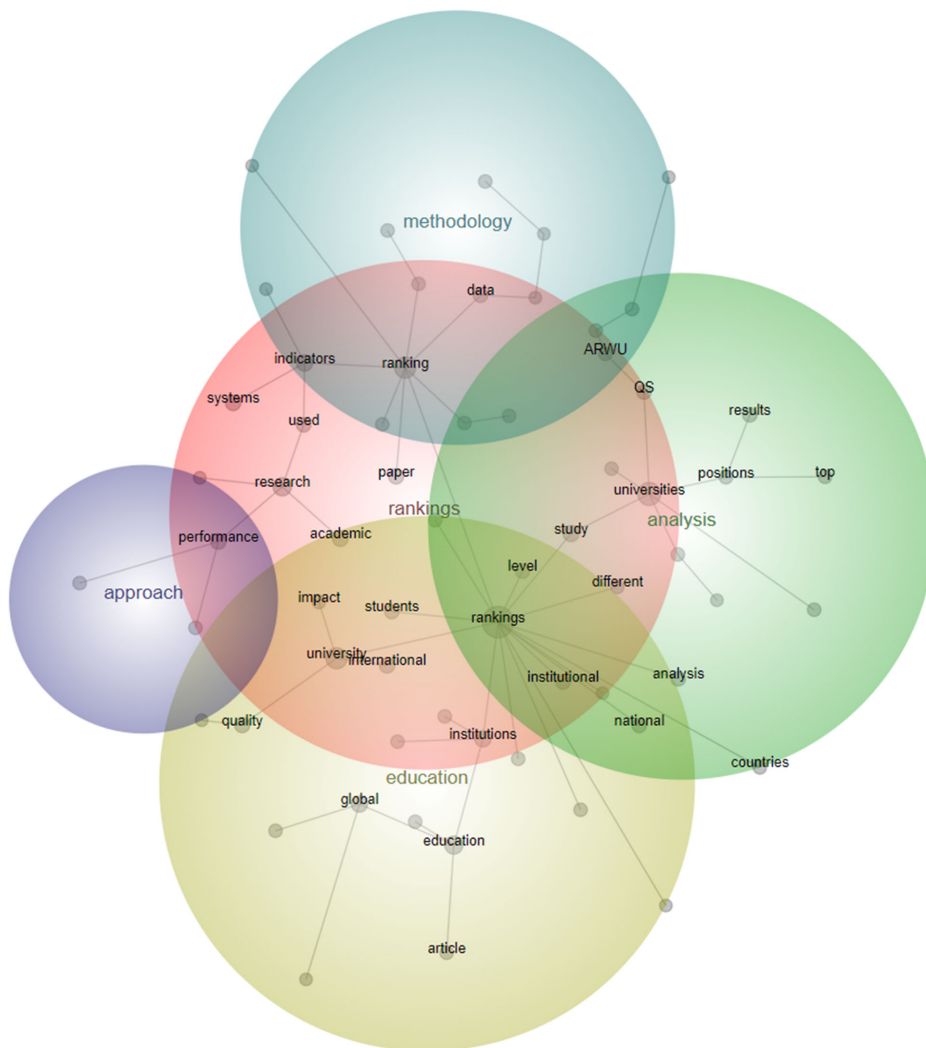 methodology
data
ARWU
indicators
ranking
QS
systems
results
used
paper
positions
top
research
universities
rankings
analysis
academic
study
performance
level
different
approach
impact
students
rankings
university
international
institutional
analysis
quality
national
institutions
countries
education
global
education
article